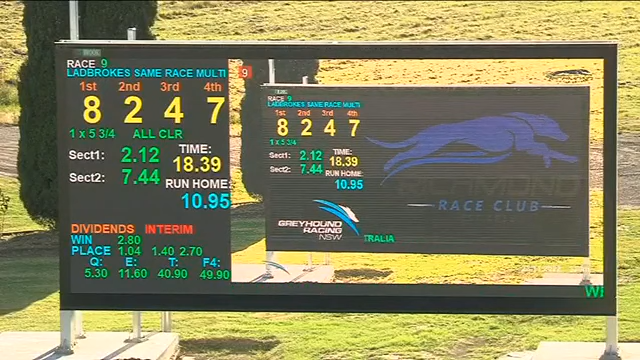 RACE 9
LADBROKES SAME RACE MULTI
1st 2nd 3rd 4th
8 2 4 7
1 x 5 3/4 ALL CLR
Sect1: 2.12 TIME:
18.39
Sect2: 7.44 RUN HOME:
10.95
DIVIDENDS INTERIM
WIN 2.80
PLACE 1.04 1.40 2.70
Q: E: T: F4:
5.30 11.60 40.90 49.90
9
RACE 9
LADBROKES SAME RACE MULTI
1st 2nd 3rd 4th
8 2 4 7
1 x 5 3/4
Sect1: 2.12 TIME:
18.39
Sect2: 7.44 RUN HOME:
10.95
GREYHOUND
RACING
NSW
TRALIA
RICHMOND
RACE CLUB
Wi